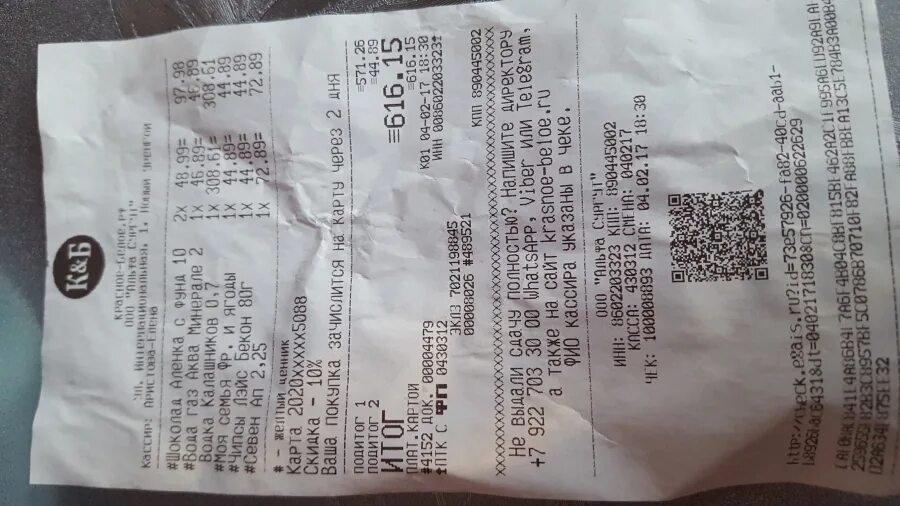 К&Б
КРАСНОЕ-БЕЛОЕ.РФ
ООО "Альта Сургут"
УЛ. Интернациональная 1, Новый Уренгой
КАССИР: Аристова-Елена
#Шоколад Аленка с фунд 10 2x 48.99= 97.98
#Вода газ Аква Минерале 2 1x 46.89= 46.89
Водка Калашников 0,7 1x 308.61= 308.61
#Моя семья Фр. и ягоды 1x 44.89= 44.89
#Чипсы Лэйс Бекон 80г 1x 44.89= 44.89
#Севен Ап 2,25 1x 72.89= 72.89
# - Желтый ценник
Карта 2020xxxxx5088
Скидка - 10%
Ваша покупка зачислится на карту через 2 дня
ПОДИТОГ 1 ≡571.26
ПОДИТОГ 2 ≡44.89
ИТОГ ≡616.15
ПЛАТ.КАРТОЙ ≡616.15
#4152 ДОК. 00004479 К01 04-02-17 18:30
ПТК С ФП 0430312 ИНН 008602203323
ЭКЛЗ 7021198845 КПП 890445002
00008026 #489521
Не выдали сдачу полностью? Напишите директору
+7 922 703 30 00 WhatsAPP, Viber или Telegram,
а также на сайт krasnoe-beloe.ru
ФИО кассира указаны в чеке.
ООО "Альфа Сургут"
ИНН: 8602203323 КПП: 890445002
КЛССА: 430312 СМЕНА: 040217
ЧЕК: 100008893 ДАТА: 04.02.17 18:30